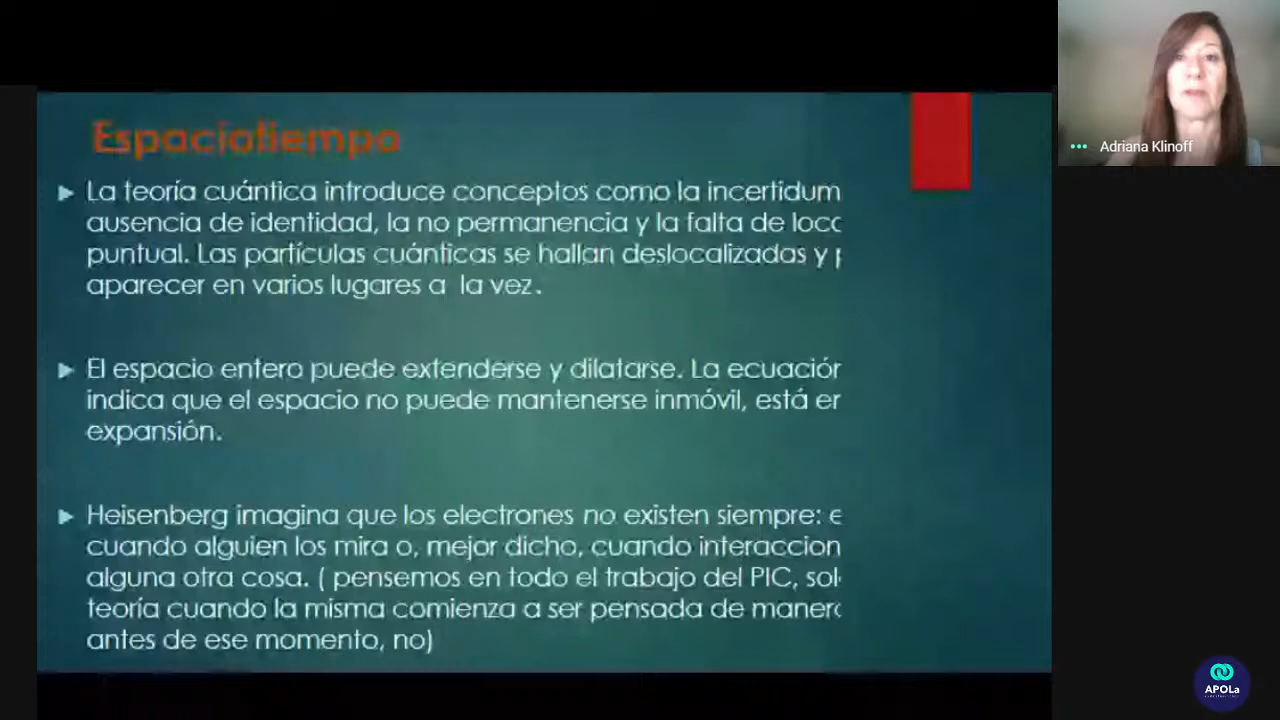 Espaciotiempo
La teoría cuántica introduce conceptos como la incertidum
ausencia de identidad, la no permanencia y la falta de loc
puntual. Las partículas cuánticas se hallan deslocalizadas y
aparecer en varios lugares a la vez.
El espacio entero puede extenderse y dilatarse. La ecuación
indica que el espacio no puede mantenerse inmóvil, está en
expansión.
Heisenberg imagina que los electrones no existen siempre: e
cuando alguien los mira o, mejor dicho, cuando interaccion
alguna otra cosa. ( pensemos en todo el trabajo del PIC, sol
teoría cuando la misma comienza a ser pensada de maner
antes de ese momento, no)
Adriana Klinoff
APOLa